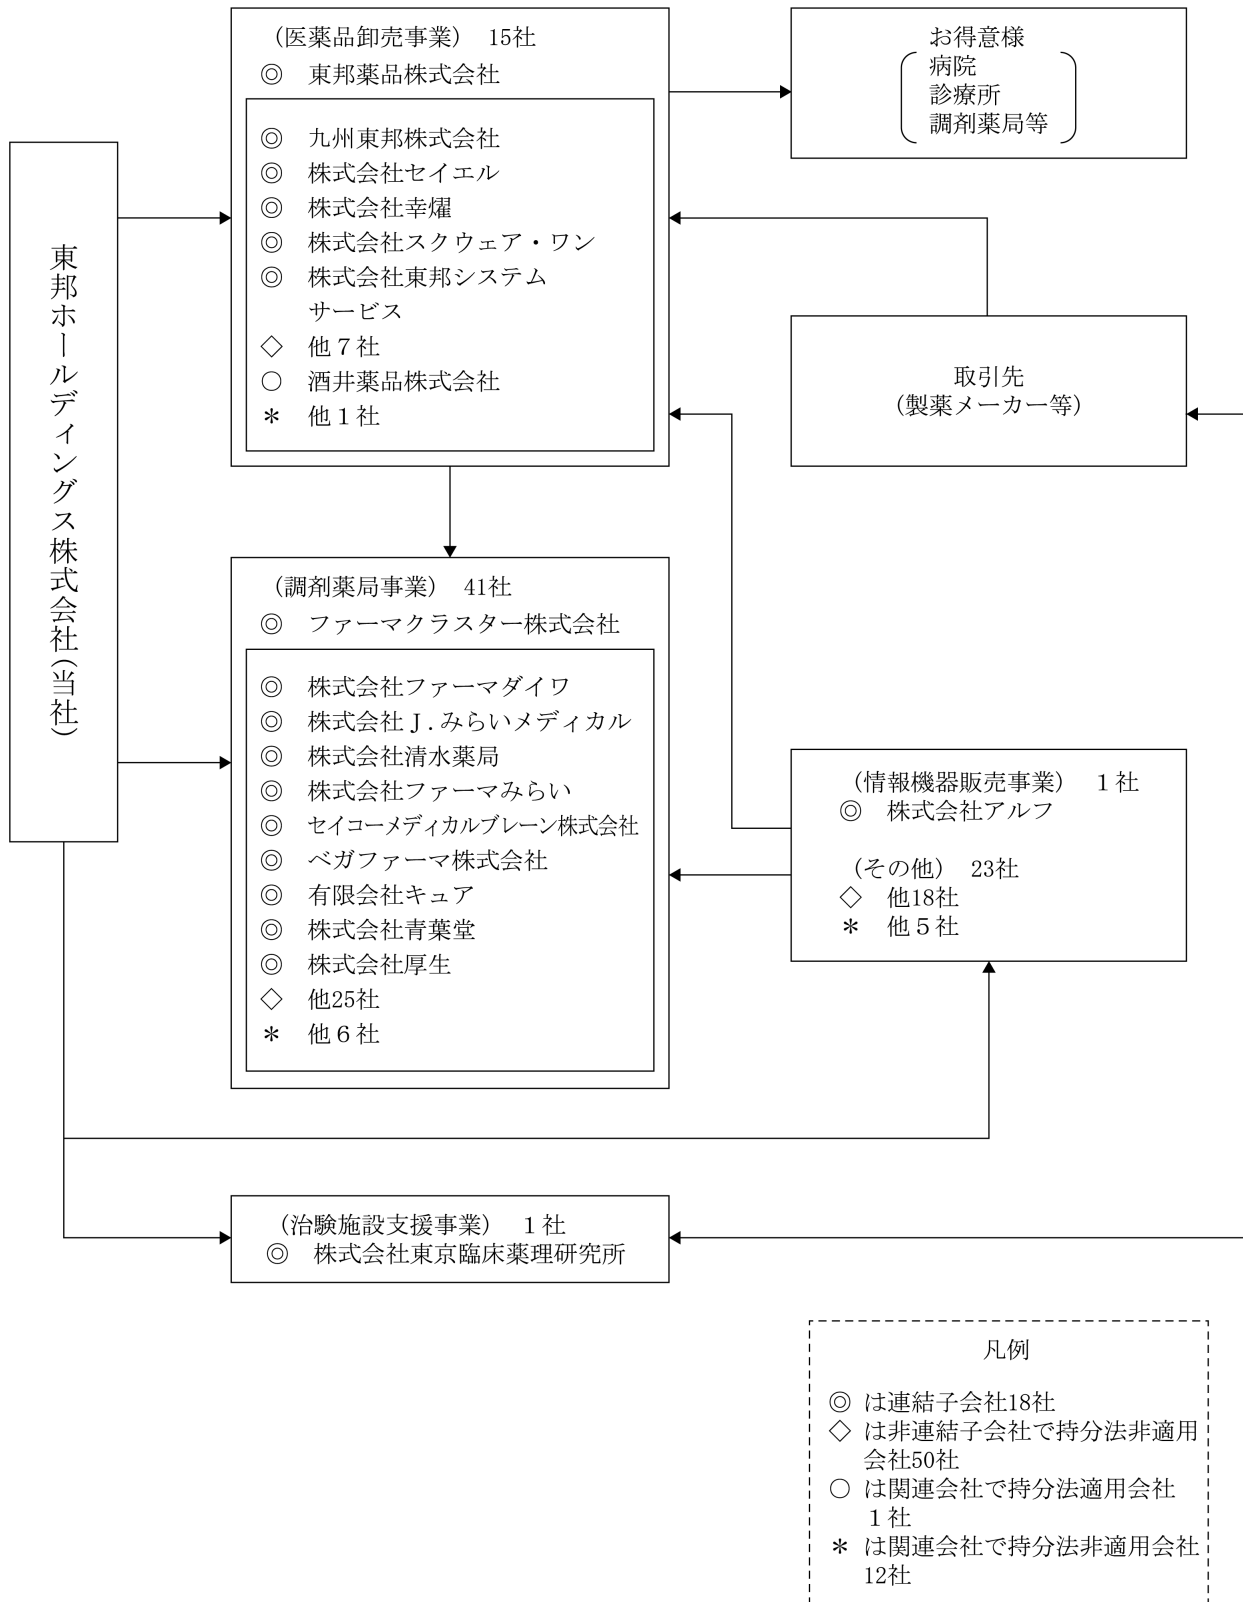 東邦ホールディングス株式会社(当社)
(医薬品卸売事業) 15社
◎ 東邦薬品株式会社
◎ 九州東邦株式会社
◎ 株式会社セイエル
◎ 株式会社幸燿
◎ 株式会社スクウェア・ワン
◎ 株式会社東邦システム
サービス
◇ 他7社
○ 酒井薬品株式会社
* 他1社
お得意様
病院
診療所
調剤薬局等
取引先
(製薬メーカー等)
(調剤薬局事業) 41社
◎ ファーマクラスター株式会社
◎ 株式会社ファーマダイワ
◎ 株式会社J.みらいメディカル
◎ 株式会社清水薬局
◎ 株式会社ファーマみらい
◎ セイコーメディカルブレーン株式会社
◎ ベガファーマ株式会社
◎ 有限会社キュア
◎ 株式会社青葉堂
◎ 株式会社厚生
◇ 他25社
* 他6社
(情報機器販売事業) 1社
◎ 株式会社アルフ
(その他) 23社
◇ 他18社
* 他5社
(治験施設支援事業) 1社
◎ 株式会社東京臨床薬理研究所
凡例
◎ は連結子会社18社
◇ は非連結子会社で持分法非適用
会社50社
○ は関連会社で持分法適用会社
1社
* は関連会社で持分法非適用会社
12社